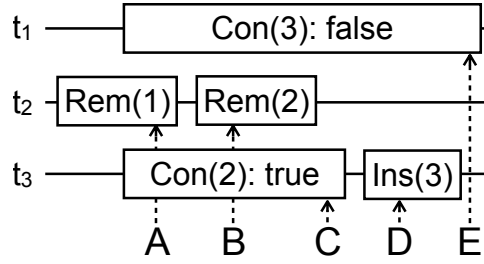 t1 Con(3): false
t2 Rem(1) Rem(2)
t3 Con(2): true Ins(3)
A B C D E